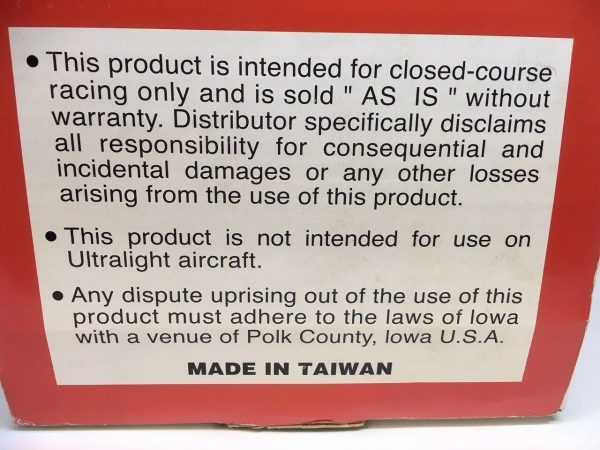 • This product is intended for closed-course
racing only and is sold " AS IS " without
warranty. Distributor specifically disclaims
all responsibility for consequential and
incidental damages or any other losses
arising from the use of this product.
• This product is not intended for use on
Ultralight aircraft.
• Any dispute uprising out of the use of this
product must adhere to the laws of Iowa
with a venue of Polk County, Iowa U.S.A.
MADE IN TAIWAN